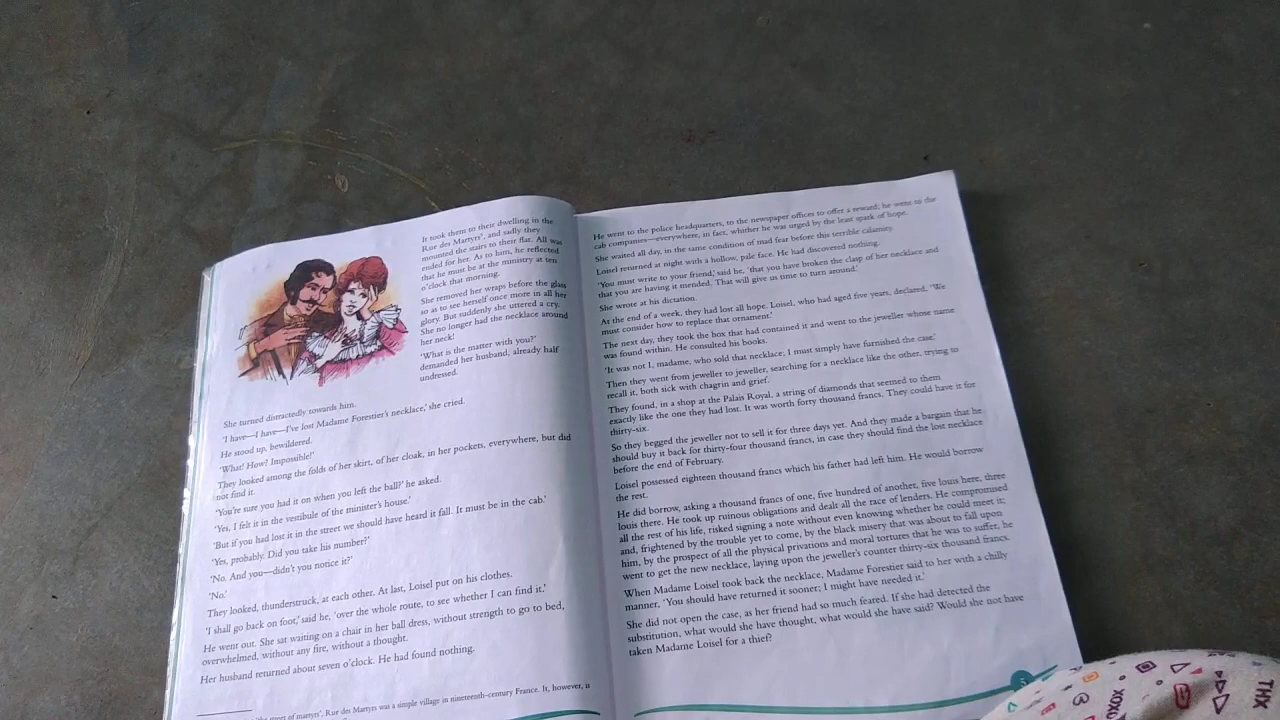 It took them to their dwelling in the
Rue des Martyrs', and sadly they
mounted the stairs to their flat. All was
ended for her. As to him, he reflected
that he must be at the ministry at ten
o'clock that morning.
She removed her wraps before the glass
so as to see herself once more in all her
glory. But suddenly she uttered a cry.
She no longer had the necklace around
her neck!
'What is the matter with you?'
demanded her husband, already half
undressed.
She turned distractedly towards him.
'I have—I have—I've lost Madame Forestier's necklace,' she cried.
He stood up, bewildered.
'What! How? Impossible!'
They looked among the folds of her skirt, of her cloak, in her pockets, everywhere, but did
not find it.
'You're sure you had it on when you left the ball?' he asked.
'Yes, I felt it in the vestibule of the minister's house.'
'But if you had lost it in the street we should have heard it fall. It must be in the cab.'
'Yes, probably. Did you take his number?'
'No. And you—didn't you notice it?'
'No.'
They looked, thunderstruck, at each other. At last, Loisel put on his clothes.
'I shall go back on foot,' said he, 'over the whole route, to see whether I can find it.'
He went out. She sat waiting on a chair in her ball dress, without strength to go to bed,
overwhelmed, without any fire, without a thought.
Her husband returned about seven o'clock. He had found nothing.
street of martyrs', Rue des Martyrs was a simple village in nineteenth-century France. It, however, is
He went to the police headquarters, to the newspaper offices to offer a reward; he went to the
cab companies—everywhere, in fact, whither he was urged by the least spark of hope.
She waited all day, in the same condition of mad fear before this terrible calamity.
Loisel returned at night with a hollow, pale face. He had discovered nothing.
'You must write to your friend,' said he, 'that you have broken the clasp of her necklace and
that you are having it mended. That will give us time to turn around.'
She wrote at his dictation.
At the end of a week, they had lost all hope. Loisel, who had aged five years, declared, 'We
must consider how to replace that ornament.'
The next day, they took the box that had contained it and went to the jeweller whose name
was found within. He consulted his books.
'It was not I, madame, who sold that necklace; I must simply have furnished the case.'
Then they went from jeweller to jeweller, searching for a necklace like the other, trying to
recall it, both sick with chagrin and grief.
They found, in a shop at the Palais Royal, a string of diamonds that seemed to them
exactly like the one they had lost. It was worth forty thousand francs. They could have it for
thirty-six.
So they begged the jeweller not to sell it for three days yet. And they made a bargain that he
should buy it back for thirty-four thousand francs, in case they should find the lost necklace
before the end of February.
Loisel possessed eighteen thousand francs which his father had left him. He would borrow
the rest.
He did borrow, asking a thousand francs of one, five hundred of another, five louis here, three
louis there. He took up ruinous obligations and dealt all the race of lenders. He compromised
all the rest of his life, risked signing a note without even knowing whether he could meet it;
and, frightened by the trouble yet to come, by the black misery that was about to fall upon
him, by the prospect of all the physical privations and moral tortures that he was to suffer, he
went to get the new necklace, laying upon the jeweller's counter thirty-six thousand francs.
When Madame Loisel took back the necklace, Madame Forestier said to her with a chilly
manner, 'You should have returned it sooner; I might have needed it.'
She did not open the case, as her friend had so much feared. If she had detected the
substitution, what would she have thought, what would she have said? Would she not have
taken Madame Loisel for a thief?
5
XOXO
THX